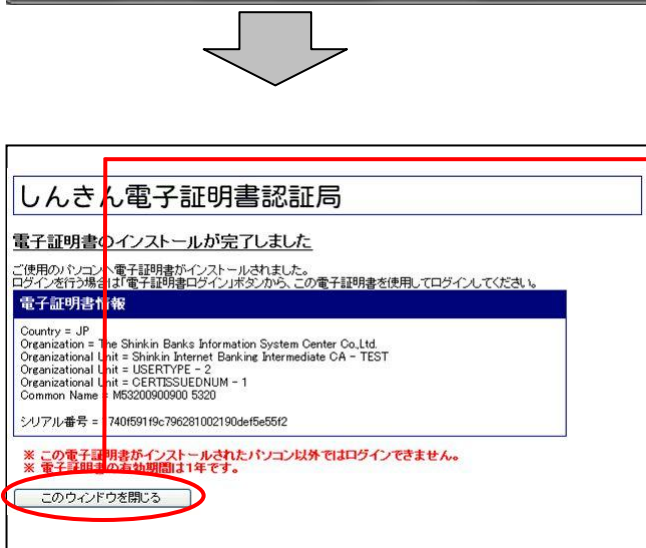 しんきん電子証明書認証局
電子証明書のインストールが完了しました
ご使用のパソコンへ電子証明書がインストールされました。
ログインを行う場合は「電子証明書ログイン」ボタンから、この電子証明書を使用してログインしてください。
電子証明書情報
Country = JP
Organization = The Shinkin Banks Information System Center Co.,Ltd.
Organizational Unit = Shinkin Internet Banking Intermediate CA - TEST
Organizational Unit = USERTYPE - 2
Organizational Unit = CERTISSUEDNUM - 1
Common Name = M53200900900 5320
シリアル番号 = 740f591f9c796281002190def5e55f2
※ この電子証明書がインストールされたパソコン以外ではログインできません。
※ 電子証明書の有効期間は1年です。
このウィンドウを閉じる